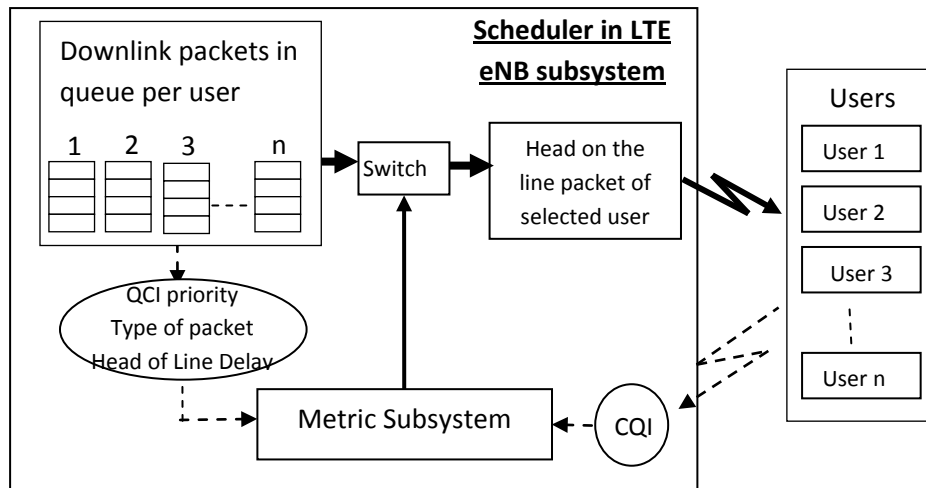 Scheduler in LTE
eNB subsystem
Downlink packets in
queue per user
1 2 3 n
Switch
Head on the
line packet of
selected user
Users
User 1
User 2
User 3
User n
QCI priority
Type of packet
Head of Line Delay
Metric Subsystem
CQI